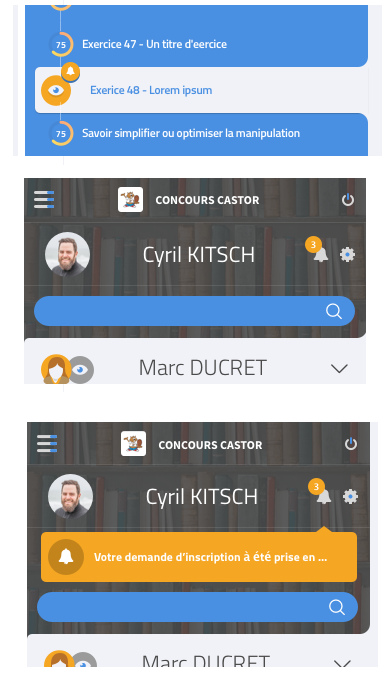 75 Exercice 47 - Un titre d'eercice
Exerice 48 - Lorem ipsum
75 Savoir simplifier ou optimiser la manipulation
CONCOURS CASTOR
3
Cyril KITSCH
Marc DUCRET
CONCOURS CASTOR
3
Cyril KITSCH
Votre demande d'inscription à été prise en ...
Marc DUCRET